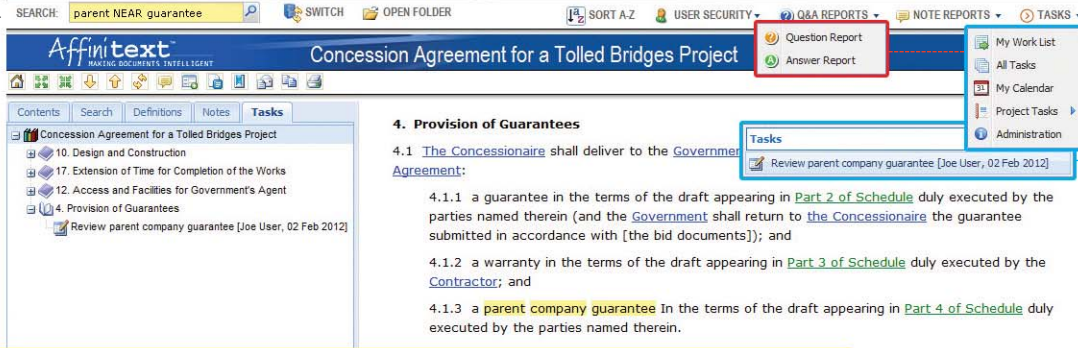 SEARCH: parent NEAR guarantee SWITCH OPEN FOLDER SORT A-Z USER SECURITY Q&A REPORTS NOTE REPORTS TASKS
Affinitext™
MAKING DOCUMENTS INTELLIGENT
Concession Agreement for a Tolled Bridges Project
Question Report
Answer Report
My Work List
All Tasks
31 My Calendar
Project Tasks
Administration
Contents Search Definitions Notes Tasks
Concession Agreement for a Tolled Bridges Project
10. Design and Construction
17. Extension of Time for Completion of the Works
12. Access and Facilities for Government's Agent
4. Provision of Guarantees
Review parent company guarantee [Joe User, 02 Feb 2012]
4. Provision of Guarantees
4.1 The Concessionaire shall deliver to the
Agreement:
Tasks
Review parent company guarantee [Joe User, 02 Feb 2012]
4.1.1 a guarantee in the terms of the draft appearing in Part 2 of Schedule duly executed by the
parties named therein (and the Government shall return to the Concessionaire the guarantee
submitted in accordance with [the bid documents]); and
4.1.2 a warranty in the terms of the draft appearing in Part 3 of Schedule duly executed by the
Contractor; and
4.1.3 a parent company guarantee In the terms of the draft appearing in Part 4 of Schedule duly
executed by the parties named therein.